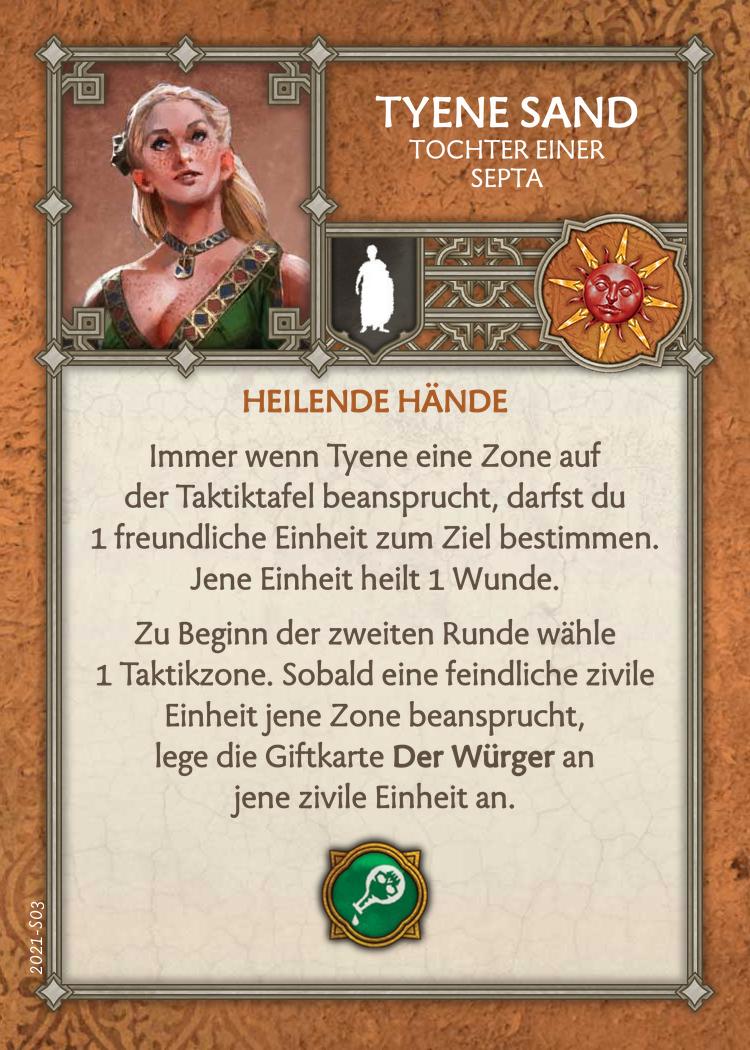 TYENE SAND
TOCHTER EINER
SEPTA
HEILENDE HÄNDE
Immer wenn Tyene eine Zone auf
der Taktiktafel beansprucht, darfst du
1 freundliche Einheit zum Ziel bestimmen.
Jene Einheit heilt 1 Wunde.
Zu Beginn der zweiten Runde wähle
1 Taktikzone. Sobald eine feindliche zivile
Einheit jene Zone beansprucht,
lege die Giftkarte Der Würger an
jene zivile Einheit an.
2021-S03